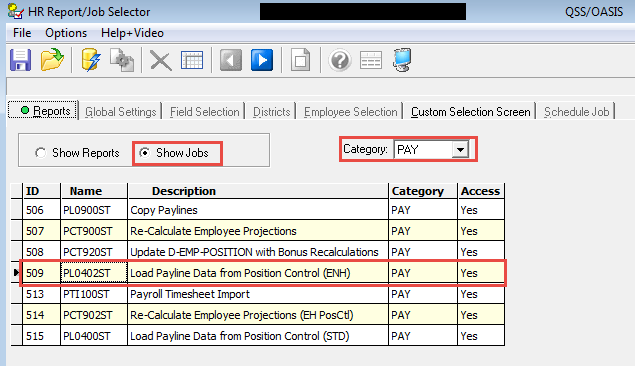 HR Report/Job Selector QSS/OASIS
File Options Help+Video
Reports Global Settings Field Selection Districts Employee Selection Custom Selection Screen Schedule Job
Show Reports Show Jobs Category: PAY
ID Name Description Category Access
506 PL0900ST Copy Paylines PAY Yes
507 PCT900ST Re-Calculate Employee Projections PAY Yes
508 PCT920ST Update D-EMP-POSITION with Bonus Recalculations PAY Yes
509 PL0402ST Load Payline Data from Position Control (ENH) PAY Yes
513 PTI100ST Payroll Timesheet Import PAY Yes
514 PCT902ST Re-Calculate Employee Projections (EH PosCtl) PAY Yes
515 PL0400ST Load Payline Data from Position Control (STD) PAY Yes